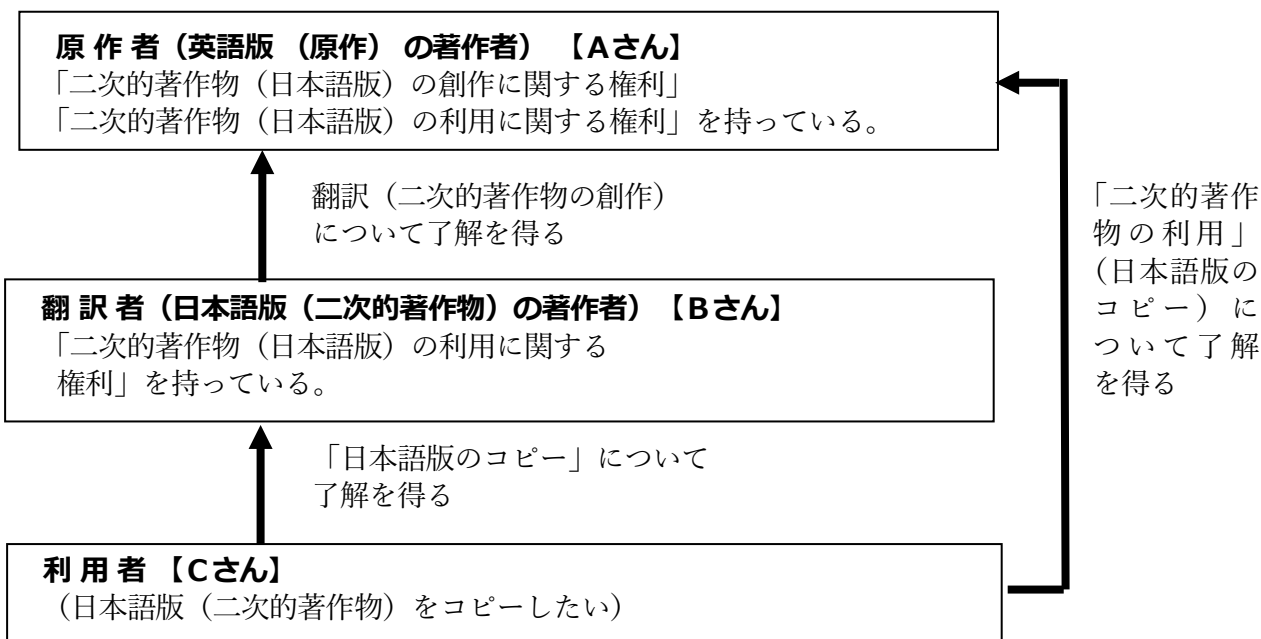 原 作 者（英語版 （原作） の著作者） 【Aさん】
「二次的著作物（日本語版）の創作に関する権利」
「二次的著作物（日本語版）の利用に関する権利」を持っている。
翻訳（二次的著作物の創作）
について了解を得る
「二次的著作
物の利用」
（日本語版の
コピー）に
ついて了解
を得る
翻 訳 者（日本語版（二次的著作物）の著作者）【Bさん】
「二次的著作物（日本語版）の利用に関する
権利」を持っている。
「日本語版のコピー」について
了解を得る
利 用 者 【Cさん】
（日本語版（二次的著作物）をコピーしたい）